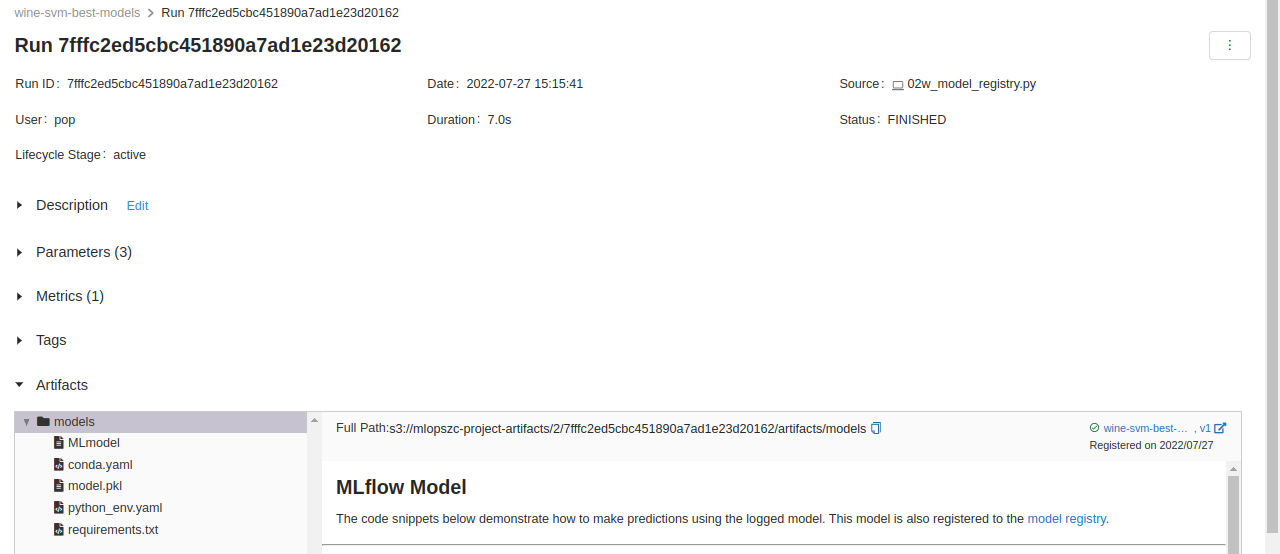 wine-svm-best-models > Run 7fffc2ed5cbc451890a7ad1e23d20162
Run 7fffc2ed5cbc451890a7ad1e23d20162
Run ID: 7fffc2ed5cbc451890a7ad1e23d20162 Date: 2022-07-27 15:15:41 Source: 02w_model_registry.py
User: pop Duration: 7.0s Status: FINISHED
Lifecycle Stage: active
Description Edit
Parameters (3)
Metrics (1)
Tags
Artifacts
models
MLmodel
conda.yaml
model.pkl
python_env.yaml
requirements.txt
Full Path:s3://mlopszc-project-artifacts/2/7fffc2ed5cbc451890a7ad1e23d20162/artifacts/models
wine-svm-best-... , v1
Registered on 2022/07/27
MLflow Model
The code snippets below demonstrate how to make predictions using the logged model. This model is also registered to the model registry.